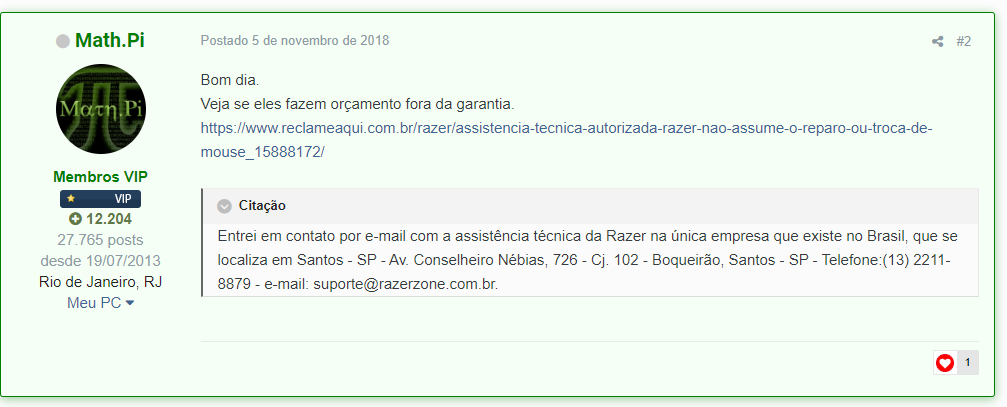 Math.Pi
Postado 5 de novembro de 2018
#2
Mατη.Pi
Membros VIP
VIP
12.204
27.765 posts
desde 19/07/2013
Rio de Janeiro, RJ
Meu PC
Bom dia.
Veja se eles fazem orçamento fora da garantia.
https://www.reclameaqui.com.br/razer/assistencia-tecnica-autorizada-razer-nao-assume-o-reparo-ou-troca-de-
mouse_15888172/
Citação
Entrei em contato por e-mail com a assistência técnica da Razer na única empresa que existe no Brasil, que se
localiza em Santos - SP - Av. Conselheiro Nébias, 726 - Cj. 102 - Boqueirão, Santos - SP - Telefone:(13) 2211-
8879 - e-mail: suporte@razerzone.com.br.
1